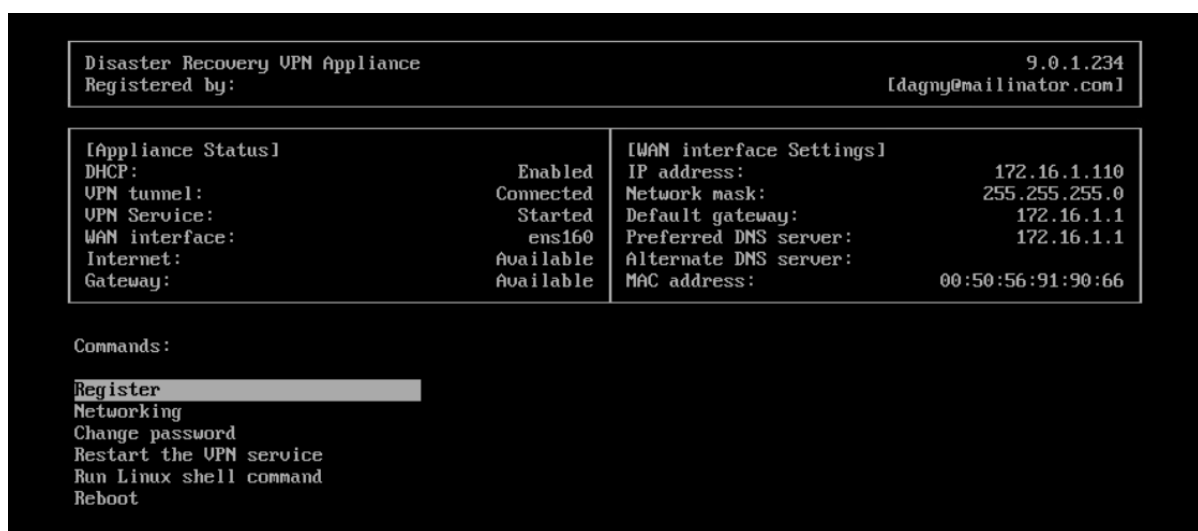 Disaster Recovery VPN Appliance 9.0.1.234
Registered by: [dagny@mailinator.com]
[Appliance Status] [WAN interface Settings]
DHCP: Enabled IP address: 172.16.1.110
VPN tunnel: Connected Network mask: 255.255.255.0
VPN Service: Started Default gateway: 172.16.1.1
WAN interface: ens160 Preferred DNS server: 172.16.1.1
Internet: Available Alternate DNS server:
Gateway: Available MAC address: 00:50:56:91:90:66
Commands:
Register
Networking
Change password
Restart the VPN service
Run Linux shell command
Reboot